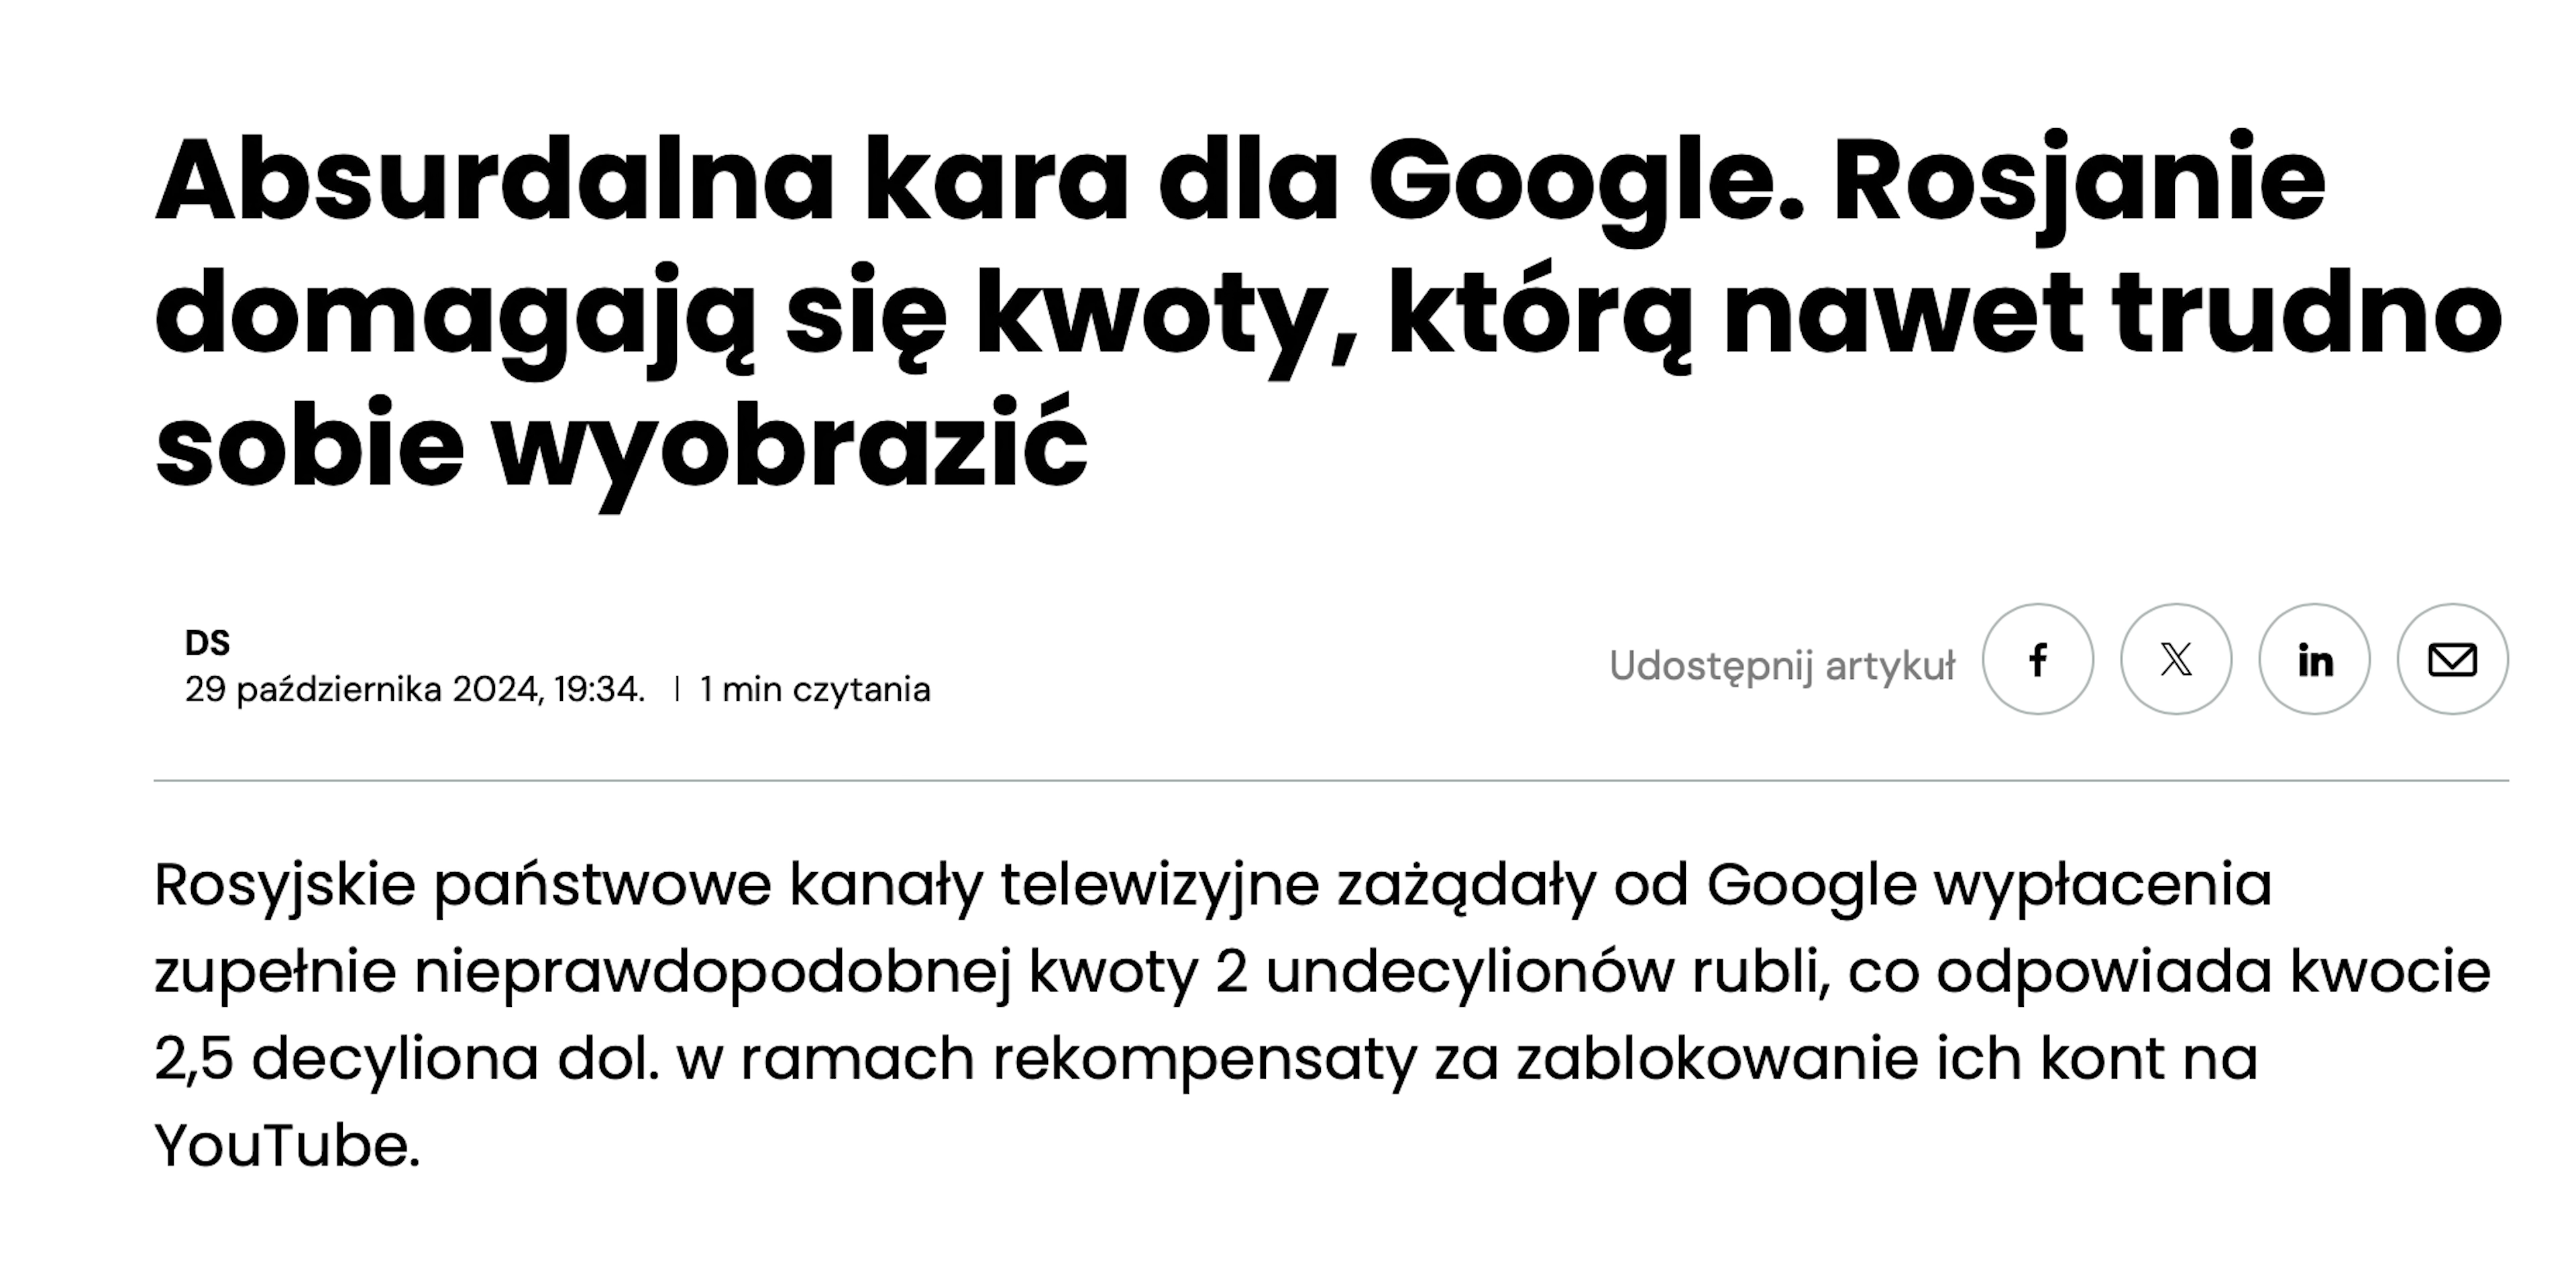 Absurdalna kara dla Google. Rosjanie
domagają się kwoty, którą nawet trudno
sobie wyobrazić
DS
29 października 2024, 19:34. | 1 min czytania
Udostępnij artykuł
Rosyjskie państwowe kanały telewizyjne zażądały od Google wypłacenia
zupełnie nieprawdopodobnej kwoty 2 undecylionów rubli, co odpowiada kwocie
2,5 decyliona dol. w ramach rekompensaty za zablokowanie ich kont na
YouTube.